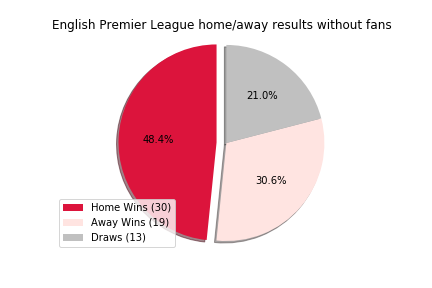 English Premier League home/away results without fans
21.0%
48.4%
30.6%
Home Wins (30)
Away Wins (19)
Draws (13)